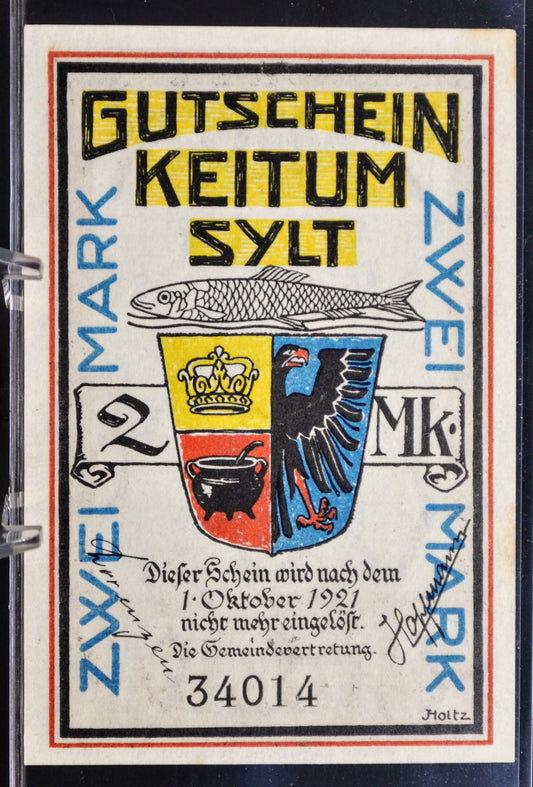 GUTSCHEIN
KEITUM
SYLT
ZWEI MARK
ZWEI MARK
2 Mk.
Dieser Schein wird nach dem
1. Oktober 1921
nicht mehr eingelöst.
Die Gemeindevertretung.
Hoffmann
34014
Holtz